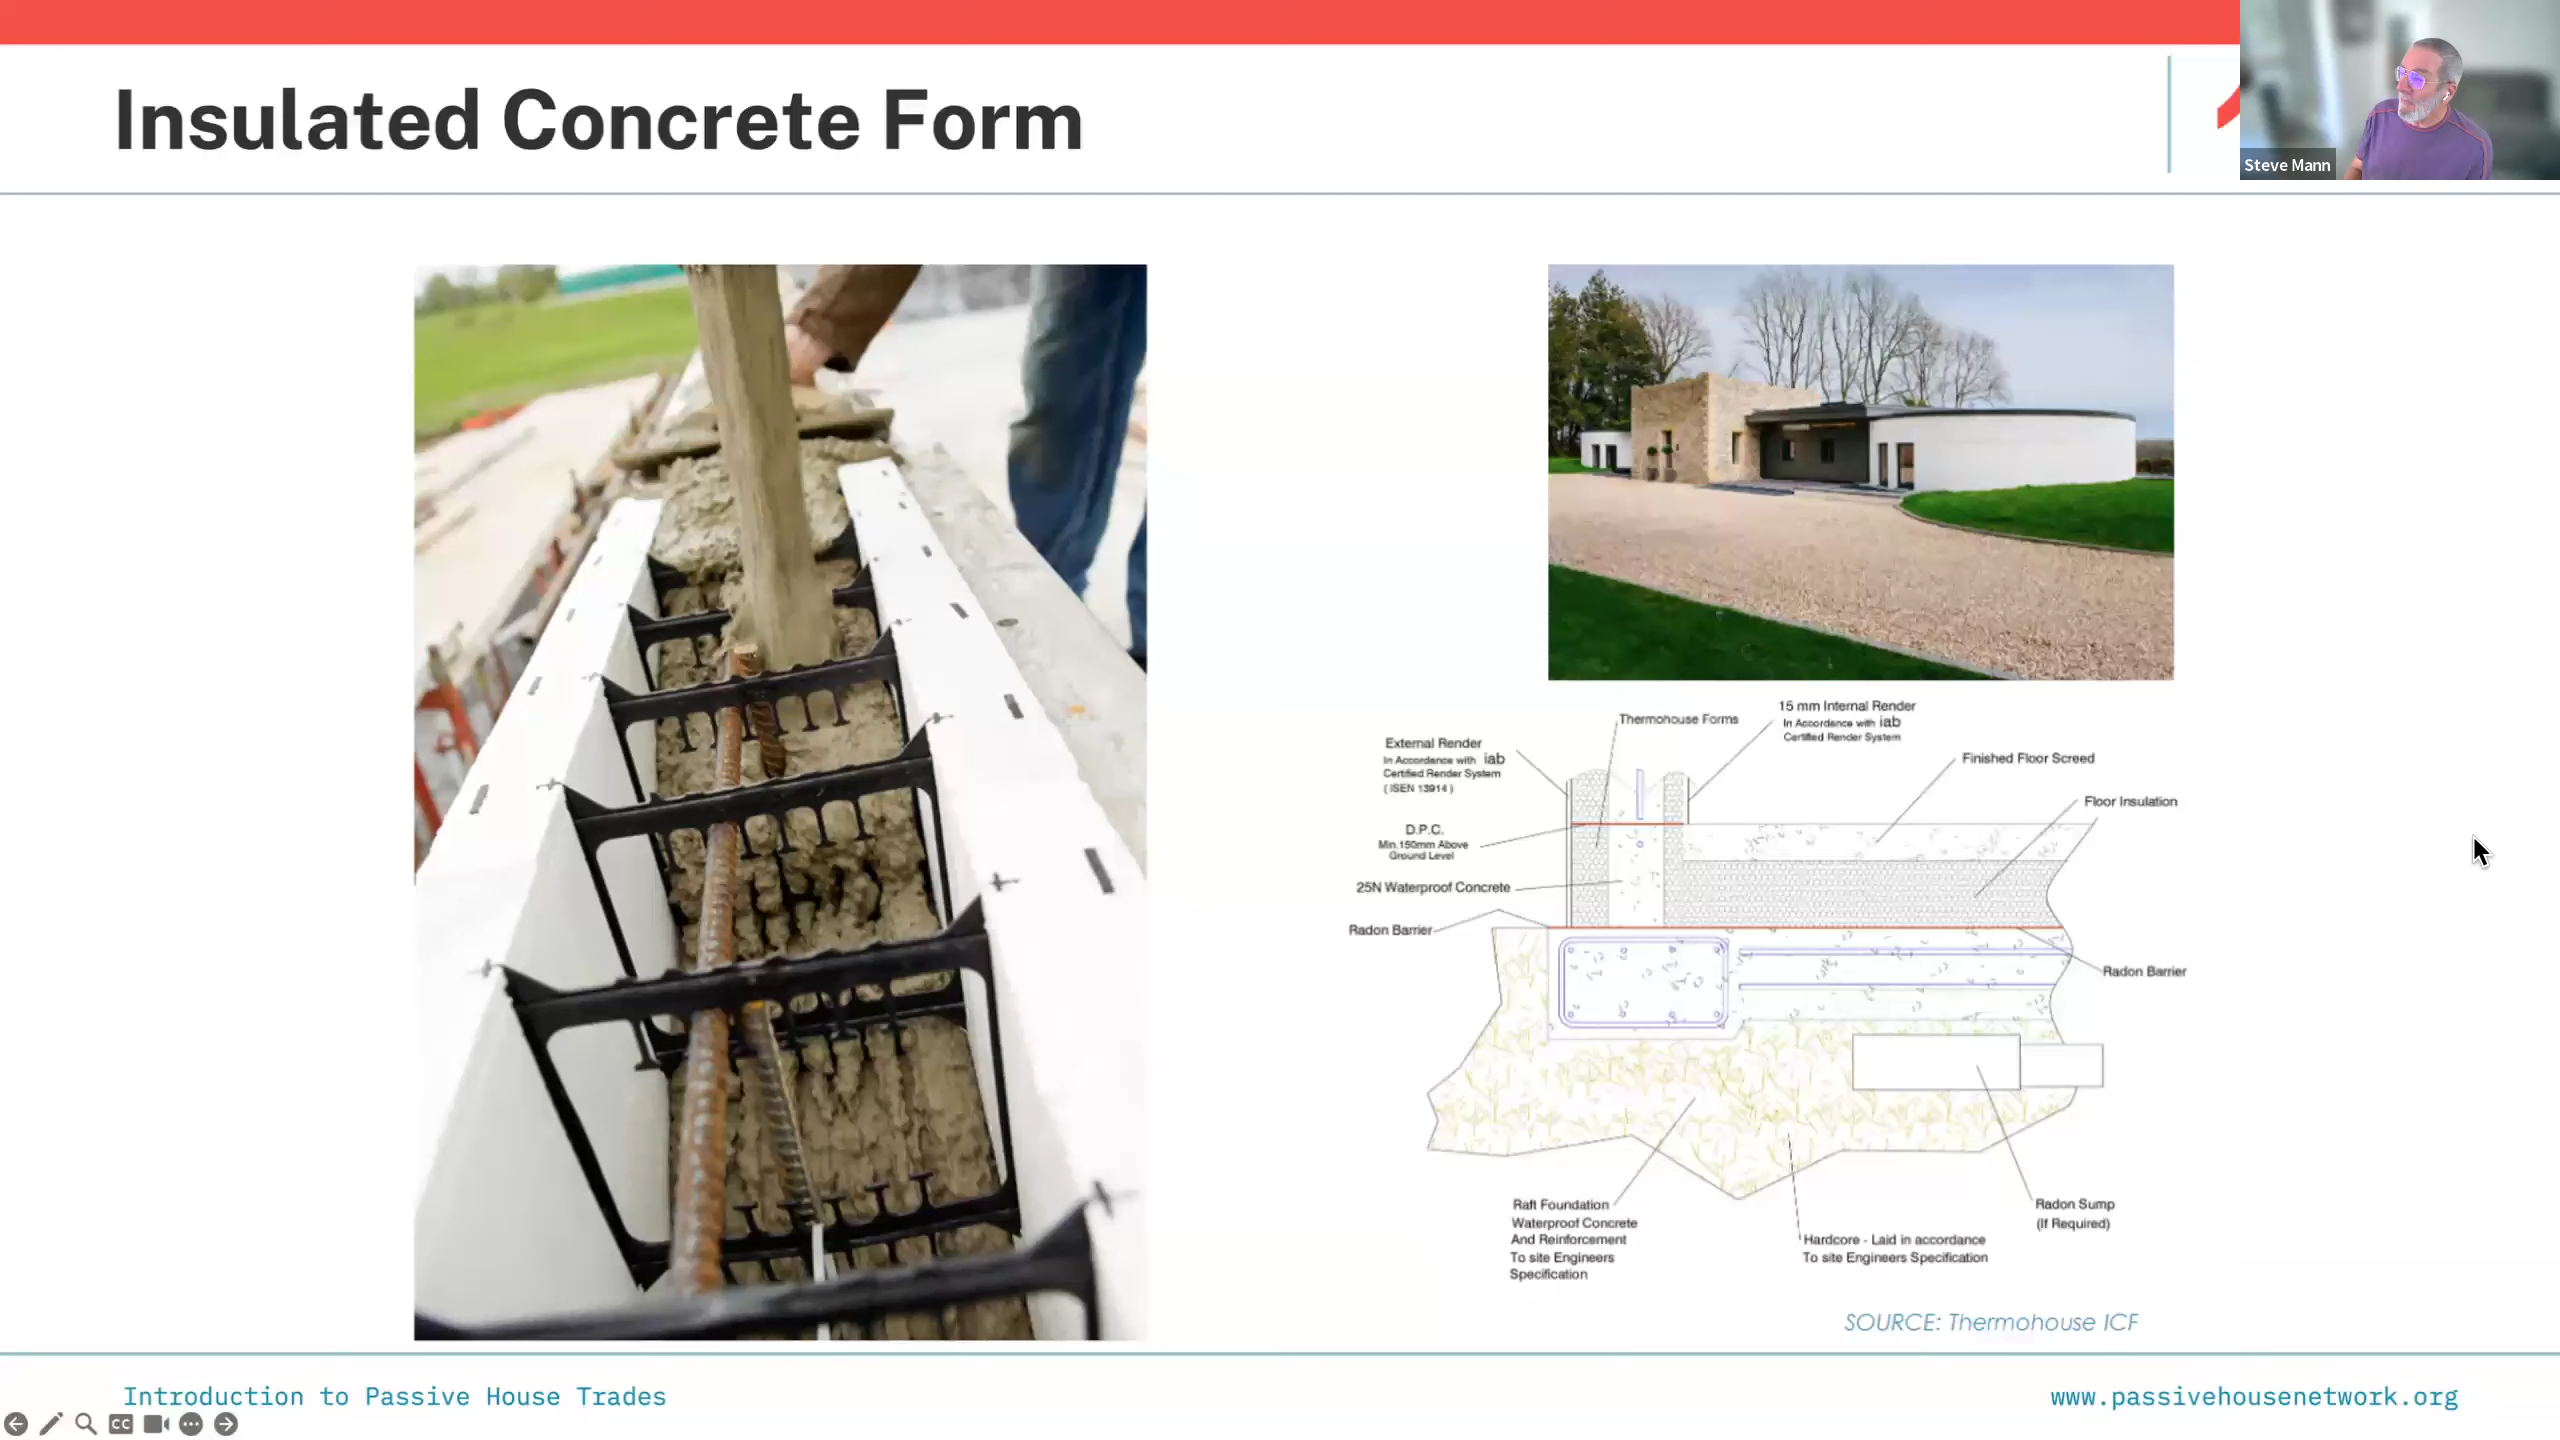 Insulated Concrete Form
Steve Mann
Thermohouse Forms
15 mm Internal Render
In Accordance with iab
Certified Render System
External Render
In Accordance with iab
Certified Render System
( ISEN 13914 )
Finished Floor Screed
Floor Insulation
D.P.C.
Min.150mm Above
Ground Level
25N Waterproof Concrete
Radon Barrier
Radon Barrier
Raft Foundation
Waterproof Concrete
And Reinforcement
To site Engineers
Specification
Hardcore - Laid in accordance
To site Engineers Specification
Radon Sump
(If Required)
SOURCE: Thermohouse ICF
Introduction to Passive House Trades
www.passivehousenetwork.org
CC